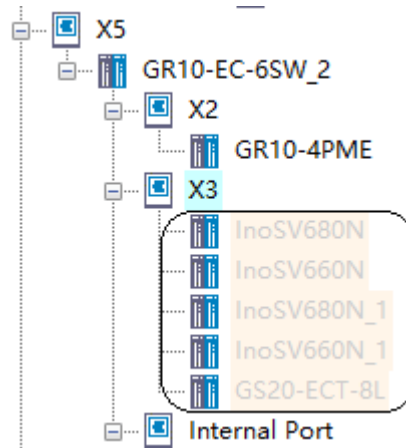 X5
GR10-EC-6SW_2
X2
GR10-4PME
X3
InoSV680N
InoSV660N
InoSV680N_1
InoSV660N_1
GS20-ECT-8L
Internal Port